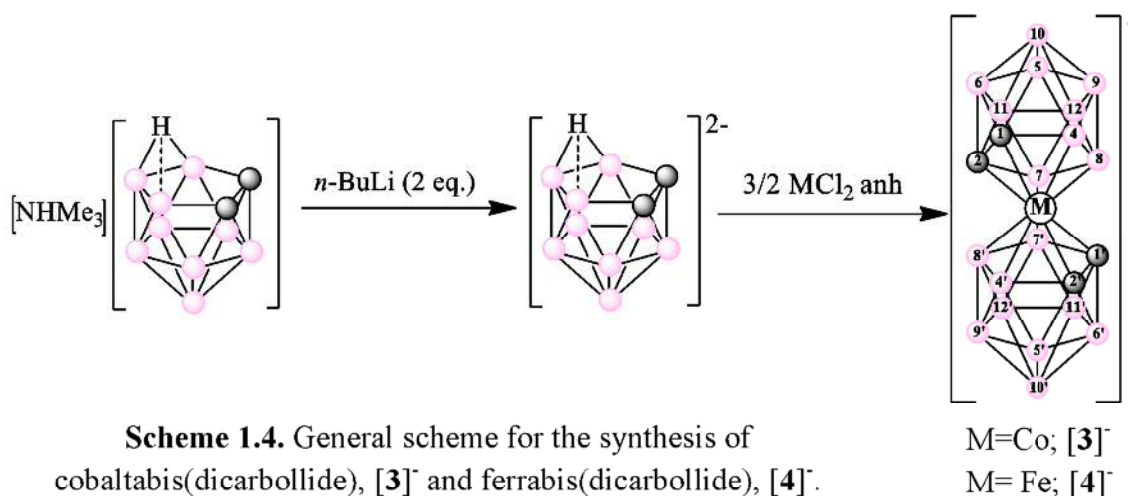 [NHMe3]
H
n-BuLi (2 eq.)
H
2-
3/2 MCl2 anh
10
5
6
9
11
12
1
4
2
8
7
M
7'
8'
1'
4'
2'
12'
11'
9'
6'
5'
10'
-
Scheme 1.4. General scheme for the synthesis of
cobaltabis(dicarbollide), [3]- and ferrabis(dicarbollide), [4]-.
M=Co; [3]-
M= Fe; [4]-